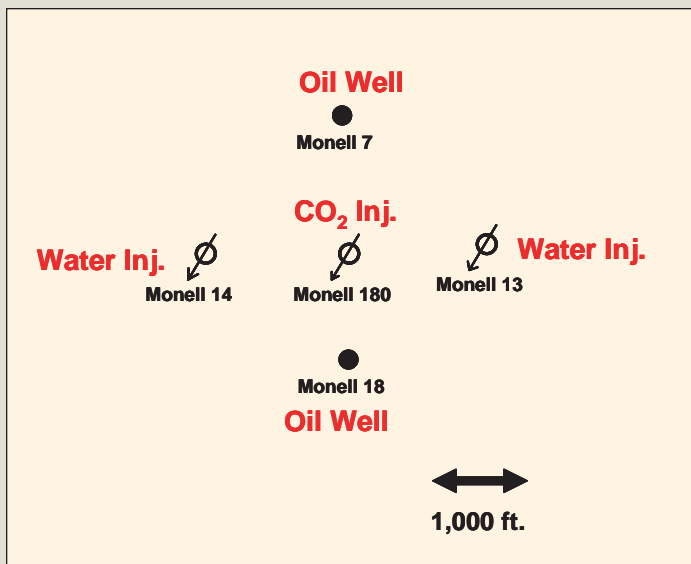 Oil Well
Monell 7
CO₂ Inj.
Water Inj.
Water Inj.
Monell 14
Monell 180
Monell 13
Monell 18
Oil Well
1,000 ft.